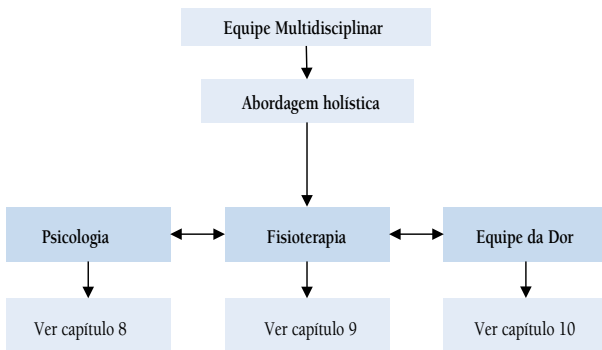 Equipe Multidisciplinar
Abordagem holística
Psicologia
Fisioterapia
Equipe da Dor
Ver capítulo 8
Ver capítulo 9
Ver capítulo 10